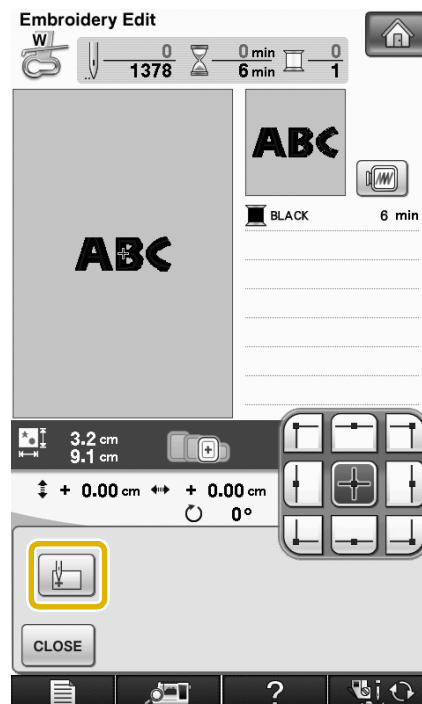 Embroidery Edit
W
0
1378
0 min
6 min
0
1
ABC
BLACK 6 min
ABC
3.2 cm
9.1 cm
+ 0.00 cm + 0.00 cm
0°
CLOSE
?